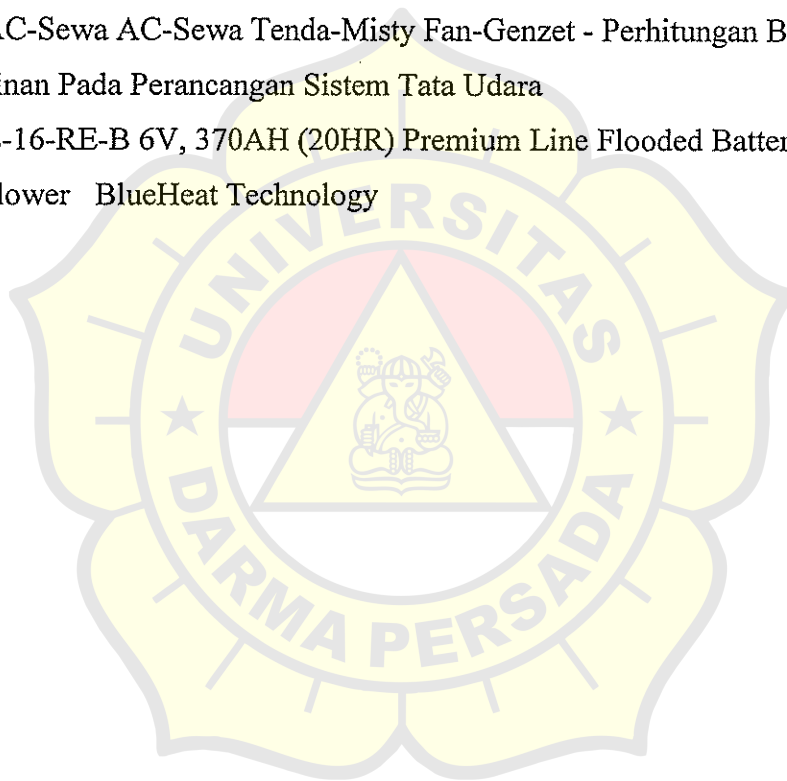 AC-Sewa AC-Sewa Tenda-Misty Fan-Genzet - Perhitungan B
inan Pada Perancangan Sistem Tata Udara
-16-RE-B 6V, 370AH (20HR) Premium Line Flooded Batter
lower BlueHeat Technology
UNIVERSITAS
DARMA PERSADA